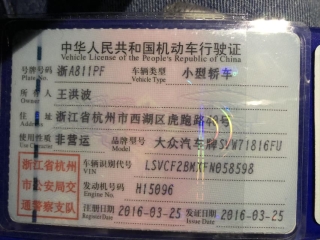 中华人民共和国机动车行驶证
Vehicle License of the People's Republic of China
号牌号码 浙A811PF 车辆类型 小型轿车
Plate No. Vehicle Type
所有人 王洪波
Owner
住址 浙江省杭州市西湖区虎跑路40号
Address
使用性质 非营运 品牌型号 大众汽车牌SVW71816FU
Use Character Model
浙江省杭州市公安局交通警察支队
车辆识别代号 LSVCF2BMXFN058598
VIN
发动机号码 H15096
Engine No.
注册日期 2016-03-25 发证日期 2016-03-25
Register Date Issue Date